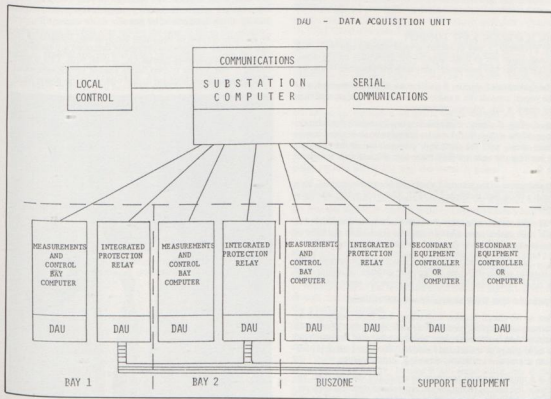 DAU - DATA ACQUISITION UNIT
COMMUNICATIONS
SUBSTATION
COMPUTER
LOCAL
CONTROL
SERIAL
COMMUNICATIONS
MEASUREMENTS
AND
CONTROL
BAY
COMPUTER
DAU
INTEGRATED
PROTECTION
RELAY
DAU
MEASUREMENTS
AND
CONTROL
BAY
COMPUTER
DAU
INTEGRATED
PROTECTION
RELAY
DAU
MEASUREMENTS
AND
CONTROL
BAY
COMPUTER
DAU
INTEGRATED
PROTECTION
RELAY
DAU
SECONDARY
EQUIPMENT
CONTROLLER
OR
COMPUTER
DAU
SECONDARY
EQUIPMENT
CONTROLLER
OR
COMPUTER
DAU
BAY 1
BAY 2
BUSZONE
SUPPORT EQUIPMENT